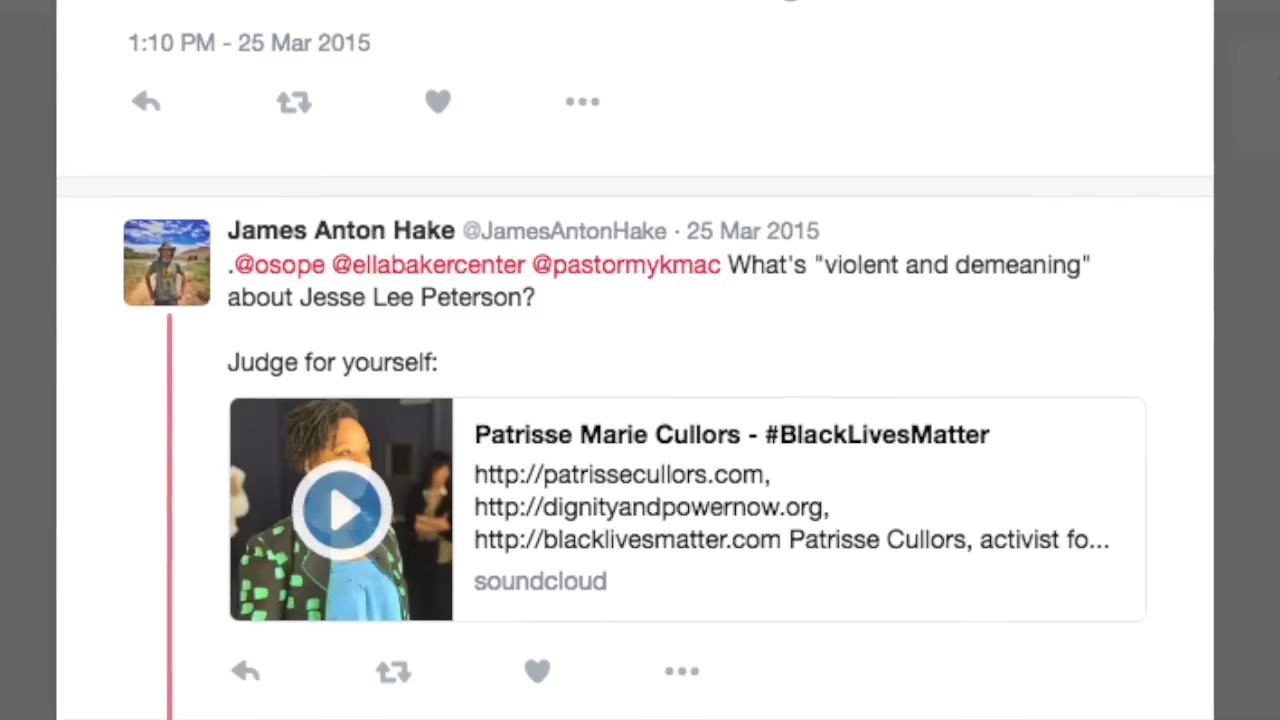 1:10 PM - 25 Mar 2015
James Anton Hake @JamesAntonHake · 25 Mar 2015
.@osope @ellabakercenter @pastormykmac What's "violent and demeaning"
about Jesse Lee Peterson?
Judge for yourself:
Patrisse Marie Cullors - #BlackLivesMatter
http://patrissecullors.com,
http://dignityandpowernow.org,
http://blacklivesmatter.com Patrisse Cullors, activist fo...
soundcloud